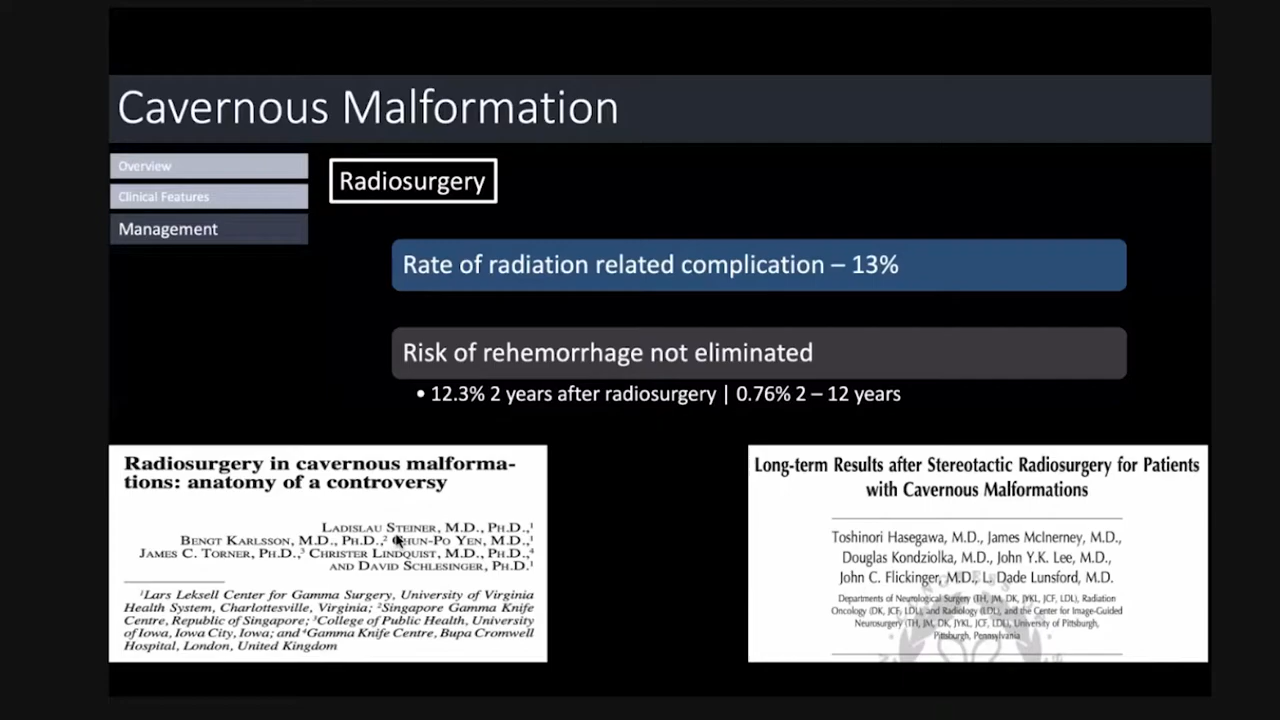 Cavernous Malformation
Overview
Clinical Features
Management
Radiosurgery
Rate of radiation related complication – 13%
Risk of rehemorrhage not eliminated
• 12.3% 2 years after radiosurgery | 0.76% 2 – 12 years
Radiosurgery in cavernous malforma-
tions: anatomy of a controversy
LADISLAU STEINER, M.D., PH.D.,¹
BENGT KARLSSON, M.D., PH.D.,² CHUN-PO YEN, M.D.,¹
JAMES C. TORNER, PH.D.,³ CHRISTER LINDQUIST, M.D., PH.D.,⁴
AND DAVID SCHLESINGER, PH.D.¹
¹Lars Leksell Center for Gamma Surgery, University of Virginia
Health System, Charlottesville, Virginia; ²Singapore Gamma Knife
Centre, Republic of Singapore; ³College of Public Health, University
of Iowa, Iowa City, Iowa; and ⁴Gamma Knife Centre, Bupa Cromwell
Hospital, London, United Kingdom
Long-term Results after Stereotactic Radiosurgery for Patients
with Cavernous Malformations
Toshinori Hasegawa, M.D., James McInerney, M.D.,
Douglas Kondziolka, M.D., John Y.K. Lee, M.D.,
John C. Flickinger, M.D., L. Dade Lunsford, M.D.
Departments of Neurological Surgery (TH, JM, DK, JYKL, JCF, LDL), Radiation
Oncology (DK, JCF, LDL), and Radiology (LDL), and the Center for Image-Guided
Neurosurgery (TH, JM, DK, JYKL, JCF, LDL), University of Pittsburgh,
Pittsburgh, Pennsylvania